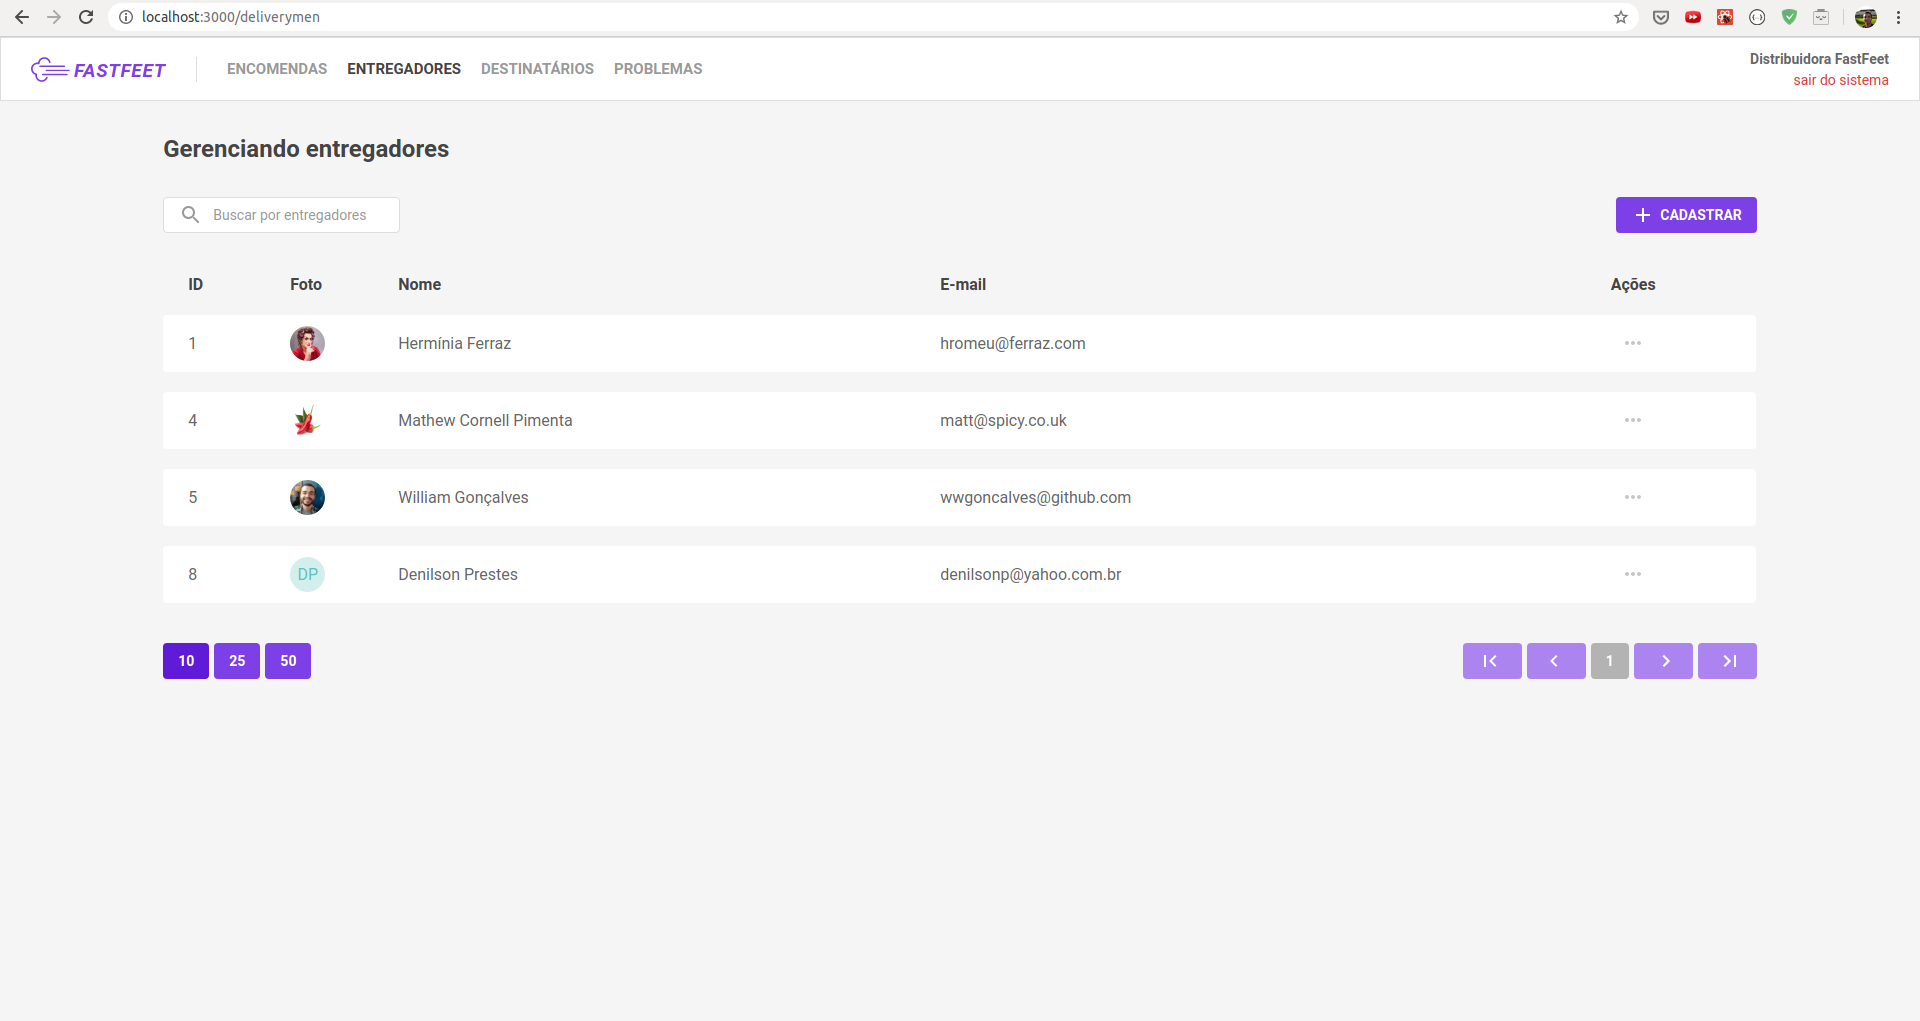 localhost:3000/deliverymen
FASTFEET
ENCOMENDAS ENTREGADORES DESTINATÁRIOS PROBLEMAS
Distribuidora FastFeet
sair do sistema
Gerenciando entregadores
Buscar por entregadores
CADASTRAR
ID Foto Nome E-mail Ações
1 Hermínia Ferraz hromeu@ferraz.com
4 Mathew Cornell Pimenta matt@spicy.co.uk
5 William Gonçalves wwgoncalves@github.com
8 DP Denilson Prestes denilsonp@yahoo.com.br
10 25 50 1